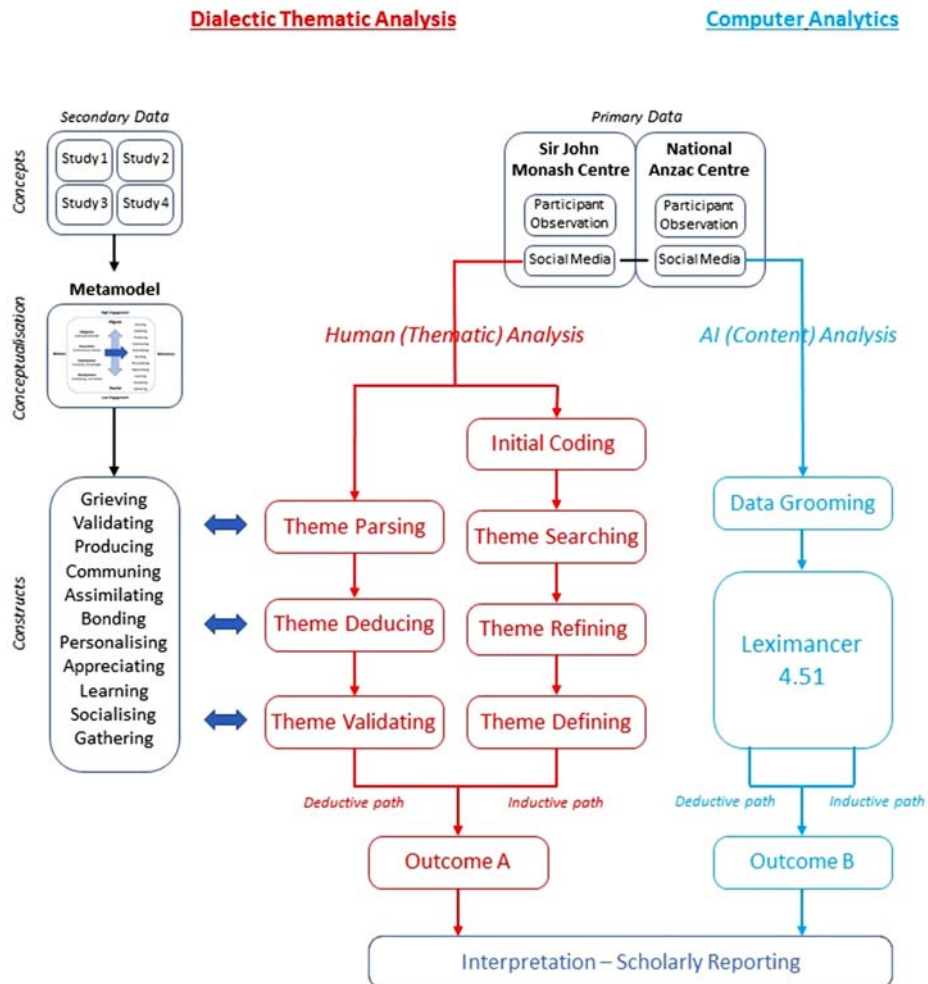 Dialectic Thematic Analysis
Computer Analytics
Secondary Data
Primary Data
Concepts
Study 1
Study 2
Study 3
Study 4
Sir John
Monash Centre
National
Anzac Centre
Participant
Observation
Participant
Observation
Social Media
Social Media
Conceptualisation
Metamodel
Human (Thematic) Analysis
AI (Content) Analysis
Constructs
Grieving
Validating
Producing
Communing
Assimilating
Bonding
Personalising
Appreciating
Learning
Socialising
Gathering
Theme Parsing
Theme Deducing
Theme Validating
Initial Coding
Theme Searching
Theme Refining
Theme Defining
Data Grooming
Leximancer
4.51
Deductive path
Inductive path
Deductive path
Inductive path
Outcome A
Outcome B
Interpretation – Scholarly Reporting